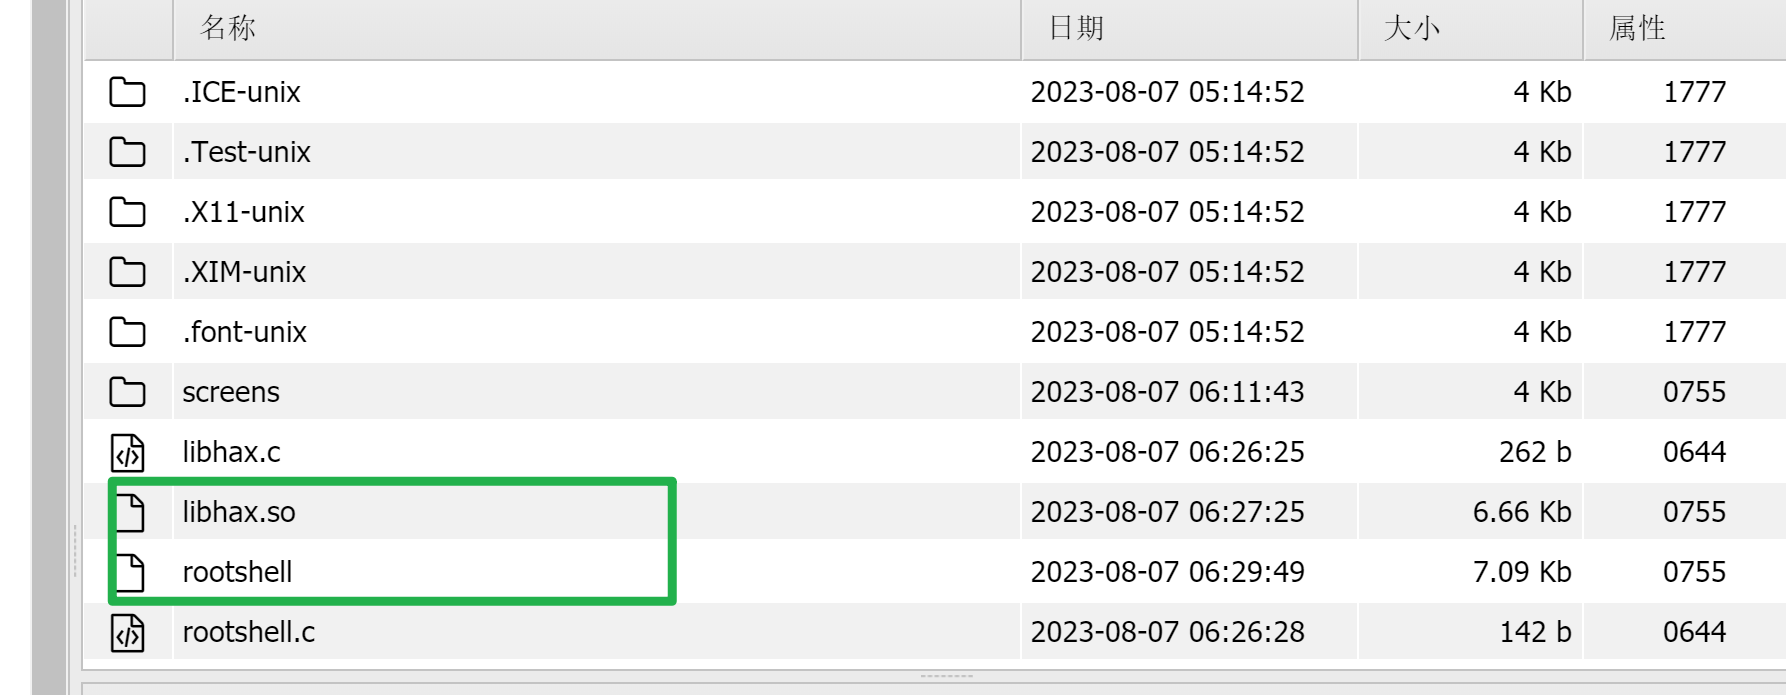 名称 日期 大小 属性
.ICE-unix 2023-08-07 05:14:52 4 Kb 1777
.Test-unix 2023-08-07 05:14:52 4 Kb 1777
.X11-unix 2023-08-07 05:14:52 4 Kb 1777
.XIM-unix 2023-08-07 05:14:52 4 Kb 1777
.font-unix 2023-08-07 05:14:52 4 Kb 1777
screens 2023-08-07 06:11:43 4 Kb 0755
libhax.c 2023-08-07 06:26:25 262 b 0644
libhax.so 2023-08-07 06:27:25 6.66 Kb 0755
rootshell 2023-08-07 06:29:49 7.09 Kb 0755
rootshell.c 2023-08-07 06:26:28 142 b 0644